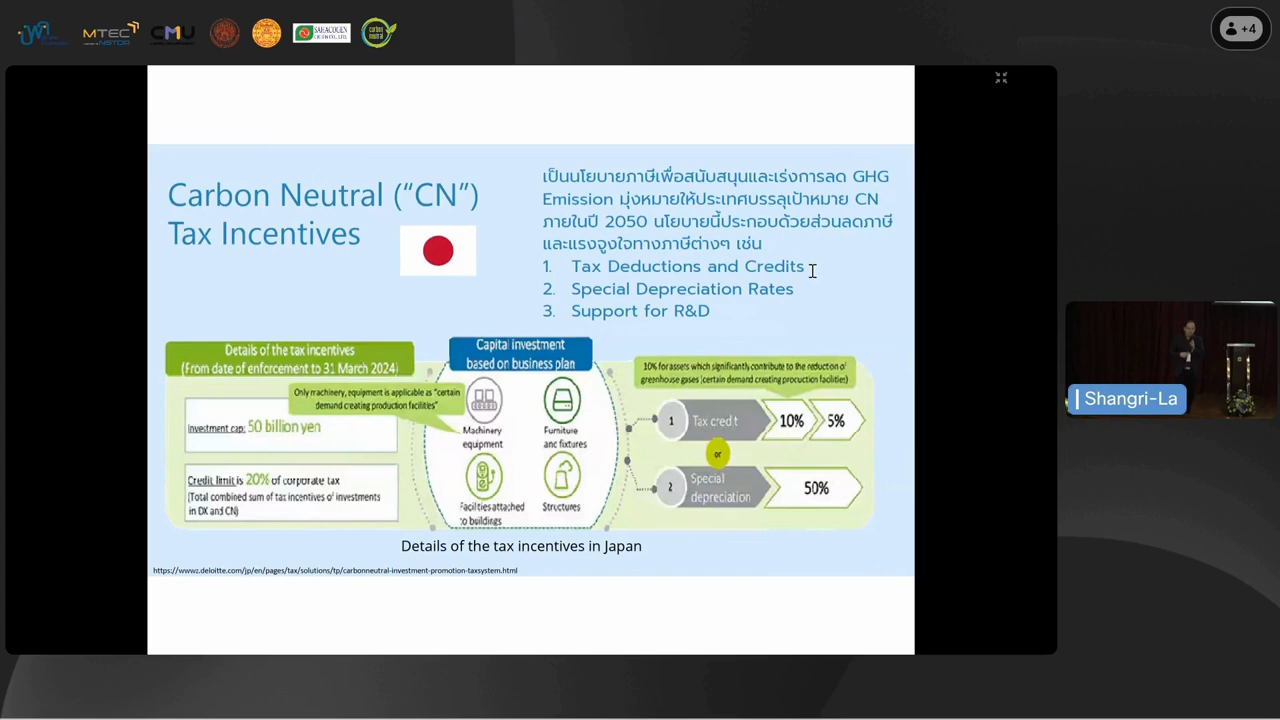 MTEC
NSTDA
CMU
SAHACOGEN
carbon
neutral
+4
Carbon Neutral (“CN”)
Tax Incentives
เป็นนโยบายภาษีเพื่อสนับสนุนและเร่งการลด GHG
Emission มุ่งหมายให้ประเทศบรรลุเป้าหมาย CN
ภายในปี 2050 นโยบายนี้ประกอบด้วยส่วนลดภาษี
และแรงจูงใจทางภาษีต่างๆ เช่น
1. Tax Deductions and Credits
2. Special Depreciation Rates
3. Support for R&D
Details of the tax incentives
(From date of enforcement to 31 March 2024)
Only machinery, equipment is applicable as “certain
demand creating production facilities”
Investment cap: 50 billion yen
Credit limit is 20% of corporate tax
(Total combined sum of tax incentives of investments
in DX and CN)
Capital investment
based on business plan
Machinery
equipment
Furniture
and fixtures
Facilities attached
to buildings
Structures
10% for assets which significantly contribute to the reduction of
greenhouse gases (certain demand creating production facilities)
1 Tax credit 10% 5%
or
2 Special
depreciation 50%
Details of the tax incentives in Japan
https://www2.deloitte.com/jp/en/pages/tax/solutions/tp/carbonneutral-investment-promotion-taxsystem.html
Shangri-La